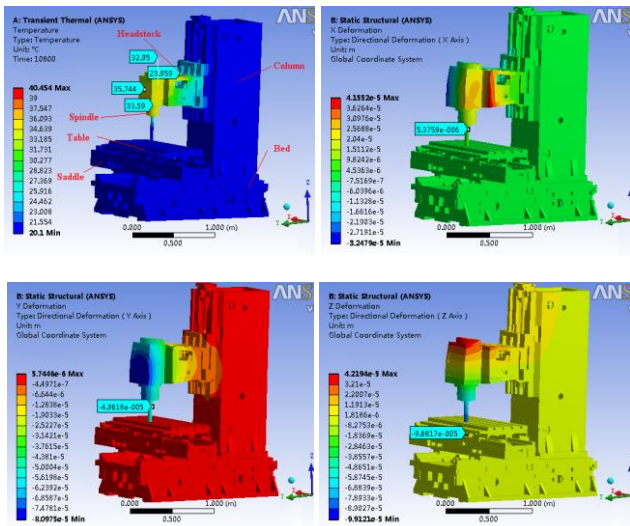 A: Transient Thermal (ANSYS)
Temperature
Type: Temperature
Unit: °C
Time: 10800
40.454 Max
39
37.547
36.093
34.639
33.185
31.731
30.277
28.823
27.369
25.916
24.462
23.008
21.554
20.1 Min
Headstock
32.95
23.959
35.744
33.59
Column
Spindle
Table
Saddle
Bed
ANS
0.000
1.000 (m)
0.500
Z
Y
B: Static Structural (ANSYS)
X Deformation
Type: Directional Deformation ( X Axis )
Unit: m
Global Coordinate System
4.1552e-5 Max
3.6264e-5
3.0976e-5
2.5688e-5
2.04e-5
1.5112e-5
9.8242e-6
4.5363e-6
-7.5169e-7
-6.0396e-6
-1.1328e-5
-1.6616e-5
-2.1903e-5
-2.7191e-5
-3.2479e-5 Min
5.3759e-006
ANS
0.000
1.000 (m)
0.500
B: Static Structural (ANSYS)
Y Deformation
Type: Directional Deformation ( Y Axis )
Unit: m
Global Coordinate System
5.7446e-6 Max
-4.4971e-7
-6.644e-6
-1.2838e-5
-1.9033e-5
-2.5227e-5
-3.1421e-5
-3.7615e-5
-4.381e-5
-5.0004e-5
-5.6198e-5
-6.2392e-5
-6.8587e-5
-7.4781e-5
-8.0975e-5 Min
-4.9618e-005
ANS
0.000
1.000 (m)
0.500
B: Static Structural (ANSYS)
Z Deformation
Type: Directional Deformation ( Z Axis )
Unit: m
Global Coordinate System
4.2194e-5 Max
3.21e-5
2.2007e-5
1.1913e-5
1.8186e-6
-8.2753e-6
-1.8369e-5
-2.8463e-5
-3.8557e-5
-4.8651e-5
-5.8745e-5
-6.8839e-5
-7.8933e-5
-8.9027e-5
-9.9121e-5 Min
-9.8817e-005
ANS
0.000
1.000 (m)
0.500